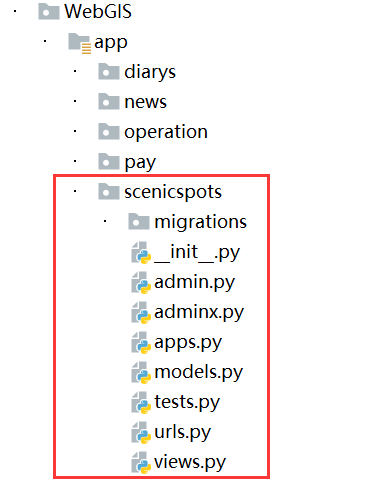 WebGIS
app
diarys
news
operation
pay
scenicspots
migrations
__init__.py
admin.py
adminx.py
apps.py
models.py
tests.py
urls.py
views.py